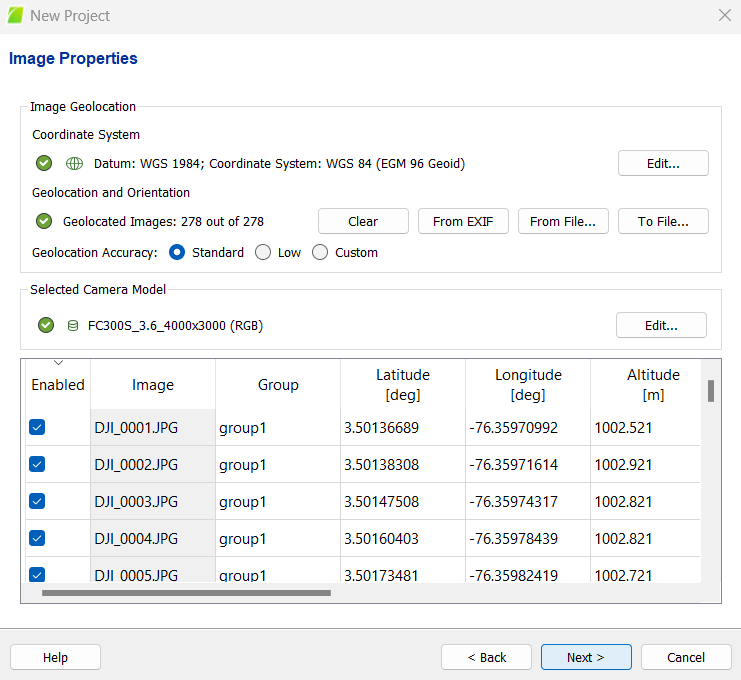 New Project
Image Properties
Image Geolocation
Coordinate System
Datum: WGS 1984; Coordinate System: WGS 84 (EGM 96 Geoid) Edit...
Geolocation and Orientation
Geolocated Images: 278 out of 278 Clear From EXIF From File... To File...
Geolocation Accuracy: Standard Low Custom
Selected Camera Model
FC300S_3.6_4000x3000 (RGB) Edit...
Enabled Image Group Latitude [deg] Longitude [deg] Altitude [m]
DJI_0001.JPG group1 3.50136689 -76.35970992 1002.521
DJI_0002.JPG group1 3.50138308 -76.35971614 1002.921
DJI_0003.JPG group1 3.50147508 -76.35974317 1002.821
DJI_0004.JPG group1 3.50160403 -76.35978439 1002.821
DJI_0005.JPG group1 3.50173481 -76.35982419 1002.721
Help < Back Next > Cancel